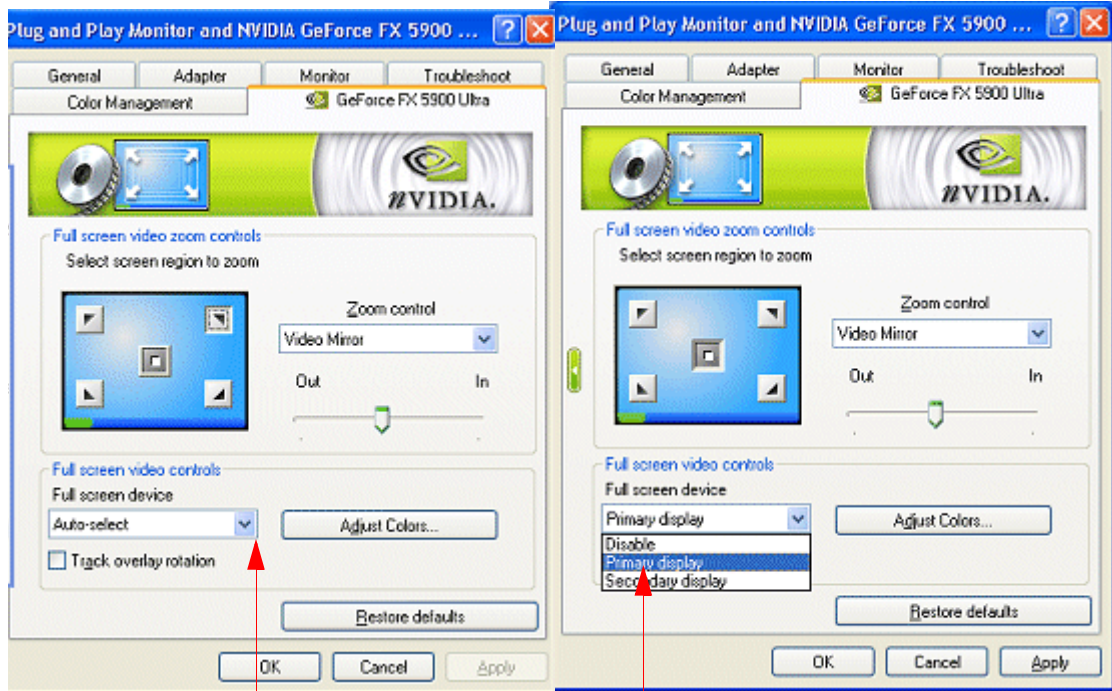 Plug and Play Monitor and NVIDIA GeForce FX 5900 ...
General Adapter Monitor Troubleshoot
Color Management GeForce FX 5900 Ultra
nVIDIA.
Full screen video zoom controls
Select screen region to zoom
Zoom control
Video Mirror
Out In
Full screen video controls
Full screen device
Auto-select Adjust Colors...
Track overlay rotation
Restore defaults
OK Cancel Apply
Plug and Play Monitor and NVIDIA GeForce FX 5900 ...
General Adapter Monitor Troubleshoot
Color Management GeForce FX 5900 Ultra
nVIDIA.
Full screen video zoom controls
Select screen region to zoom
Zoom control
Video Mirror
Out In
Full screen video controls
Full screen device
Primary display Adjust Colors...
Disable
Primary display
Secondary display
Restore defaults
OK Cancel Apply